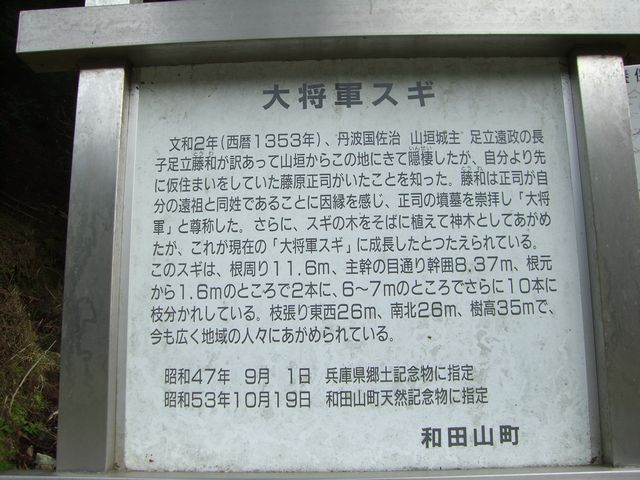 大将軍スギ
文和2年(西暦1353年)、丹波国佐治 山垣城主 足立遠政の長
子足立藤和が訳あって山垣からこの地にきて隠棲したが、自分より先
に仮住まいをしていた藤原正司がいたことを知った。藤和は正司が自
分の遠祖と同姓であることに因縁を感じ、正司の墳墓を崇拝し「大将
軍」と尊称した。さらに、スギの木をそばに植えて神木としてあがめ
たが、これが現在の「大将軍スギ」に成長したとつたえられている。
このスギは、根周り11.6m、主幹の目通り幹囲8.37m、根元
から1.6mのところで2本に、6～7mのところでさらに10本に
枝分かれしている。枝張り東西26m、南北26m、樹高35mで、
今も広く地域の人々にあがめられている。
昭和47年 9月 1日 兵庫県郷土記念物に指定
昭和53年10月19日 和田山町天然記念物に指定
和田山町